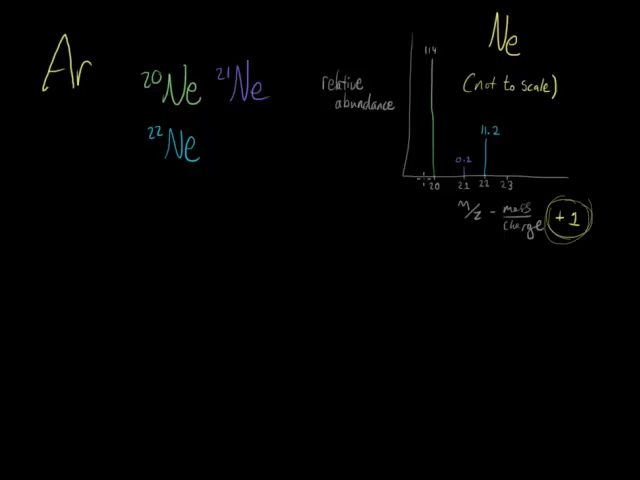 Ar
20Ne 21Ne
22Ne
Ne
(not to scale)
relative
abundance
114
0.2
11.2
20 21 22 23
m/z - mass/charge +1